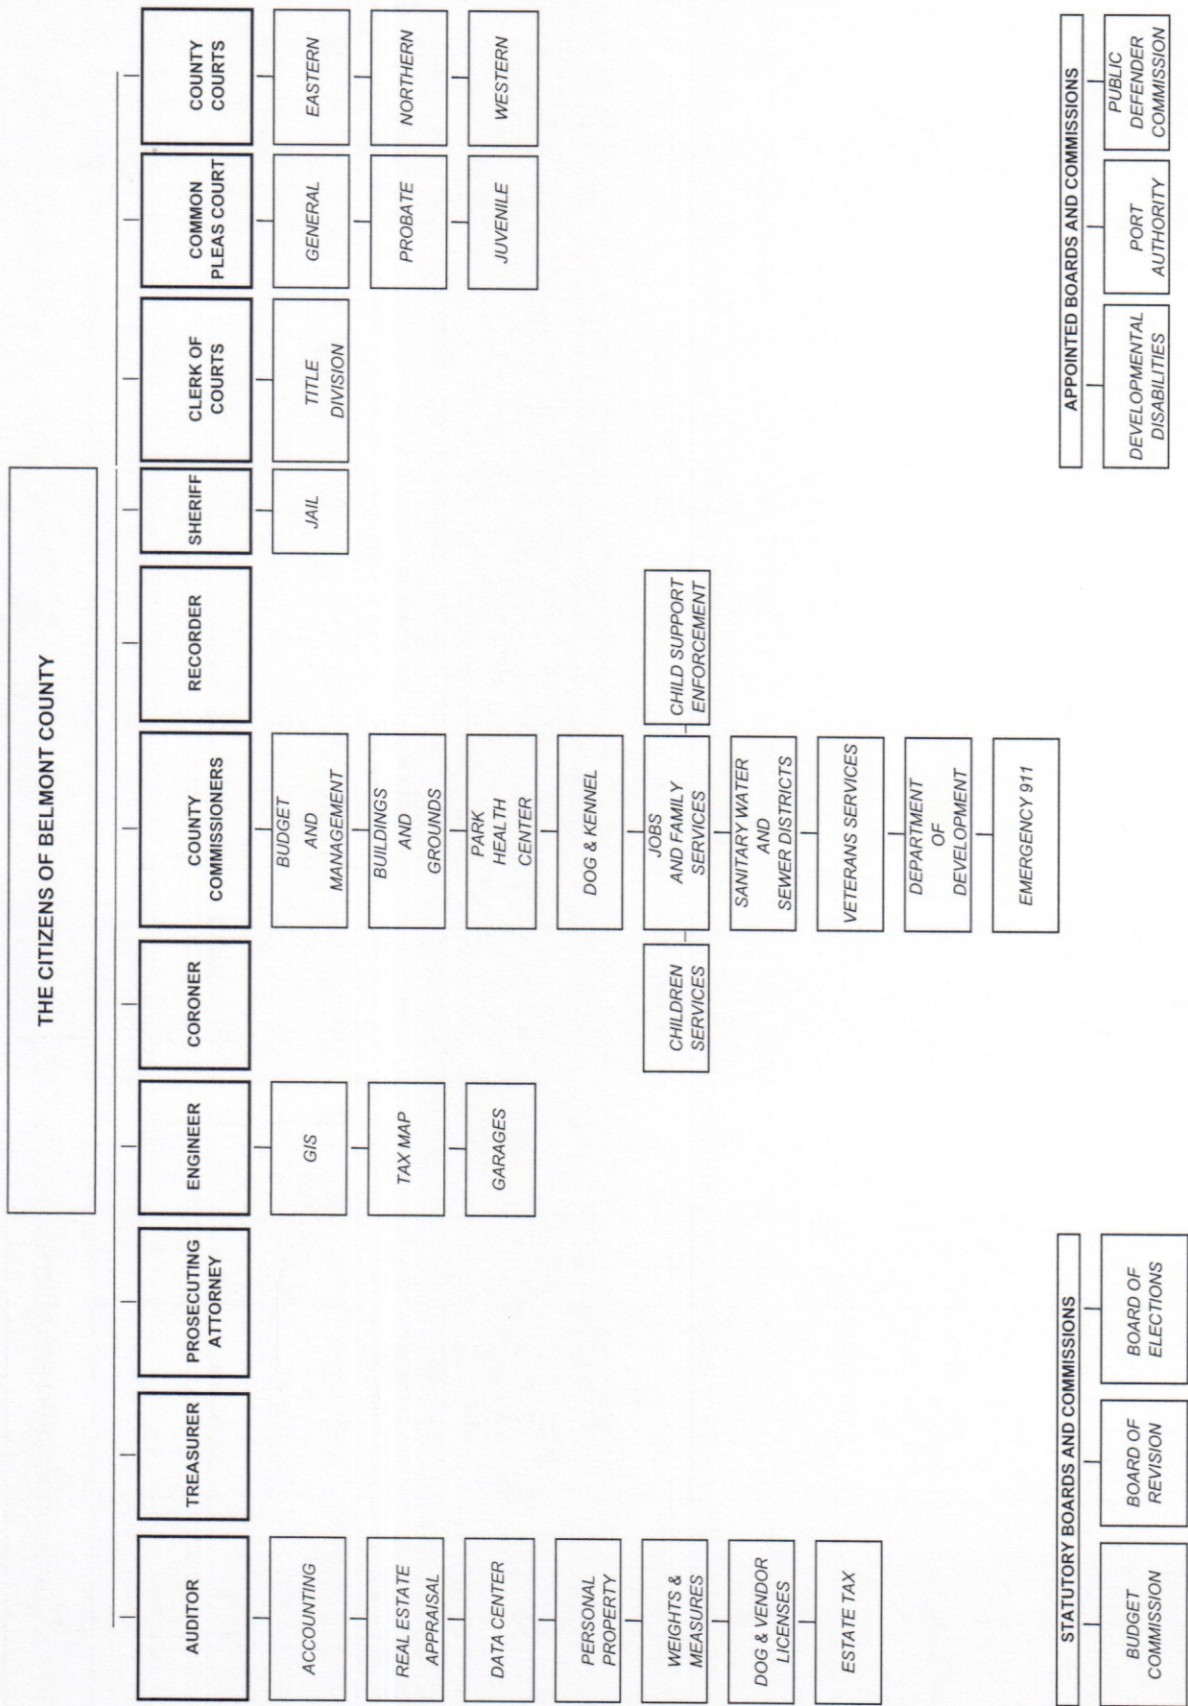 THE CITIZENS OF BELMONT COUNTY
AUDITOR
TREASURER
PROSECUTING
ATTORNEY
ENGINEER
CORONER
COUNTY
COMMISSIONERS
RECORDER
SHERIFF
CLERK OF
COURTS
COMMON
PLEAS COURT
COUNTY
COURTS
ACCOUNTING
GIS
BUDGET
AND
MANAGEMENT
JAIL
TITLE
DIVISION
GENERAL
EASTERN
REAL ESTATE
APPRAISAL
TAX MAP
BUILDINGS
AND
GROUNDS
PROBATE
NORTHERN
DATA CENTER
GARAGES
PARK
HEALTH
CENTER
JUVENILE
WESTERN
PERSONAL
PROPERTY
DOG & KENNEL
WEIGHTS &
MEASURES
CHILDREN
SERVICES
JOBS
AND FAMILY
SERVICES
CHILD SUPPORT
ENFORCEMENT
DOG & VENDOR
LICENSES
SANITARY WATER
AND
SEWER DISTRICTS
ESTATE TAX
VETERANS SERVICES
DEPARTMENT
OF
DEVELOPMENT
EMERGENCY 911
STATUTORY BOARDS AND COMMISSIONS
BUDGET
COMMISSION
BOARD OF
REVISION
BOARD OF
ELECTIONS
APPOINTED BOARDS AND COMMISSIONS
DEVELOPMENTAL
DISABILITIES
PORT
AUTHORITY
PUBLIC
DEFENDER
COMMISSION